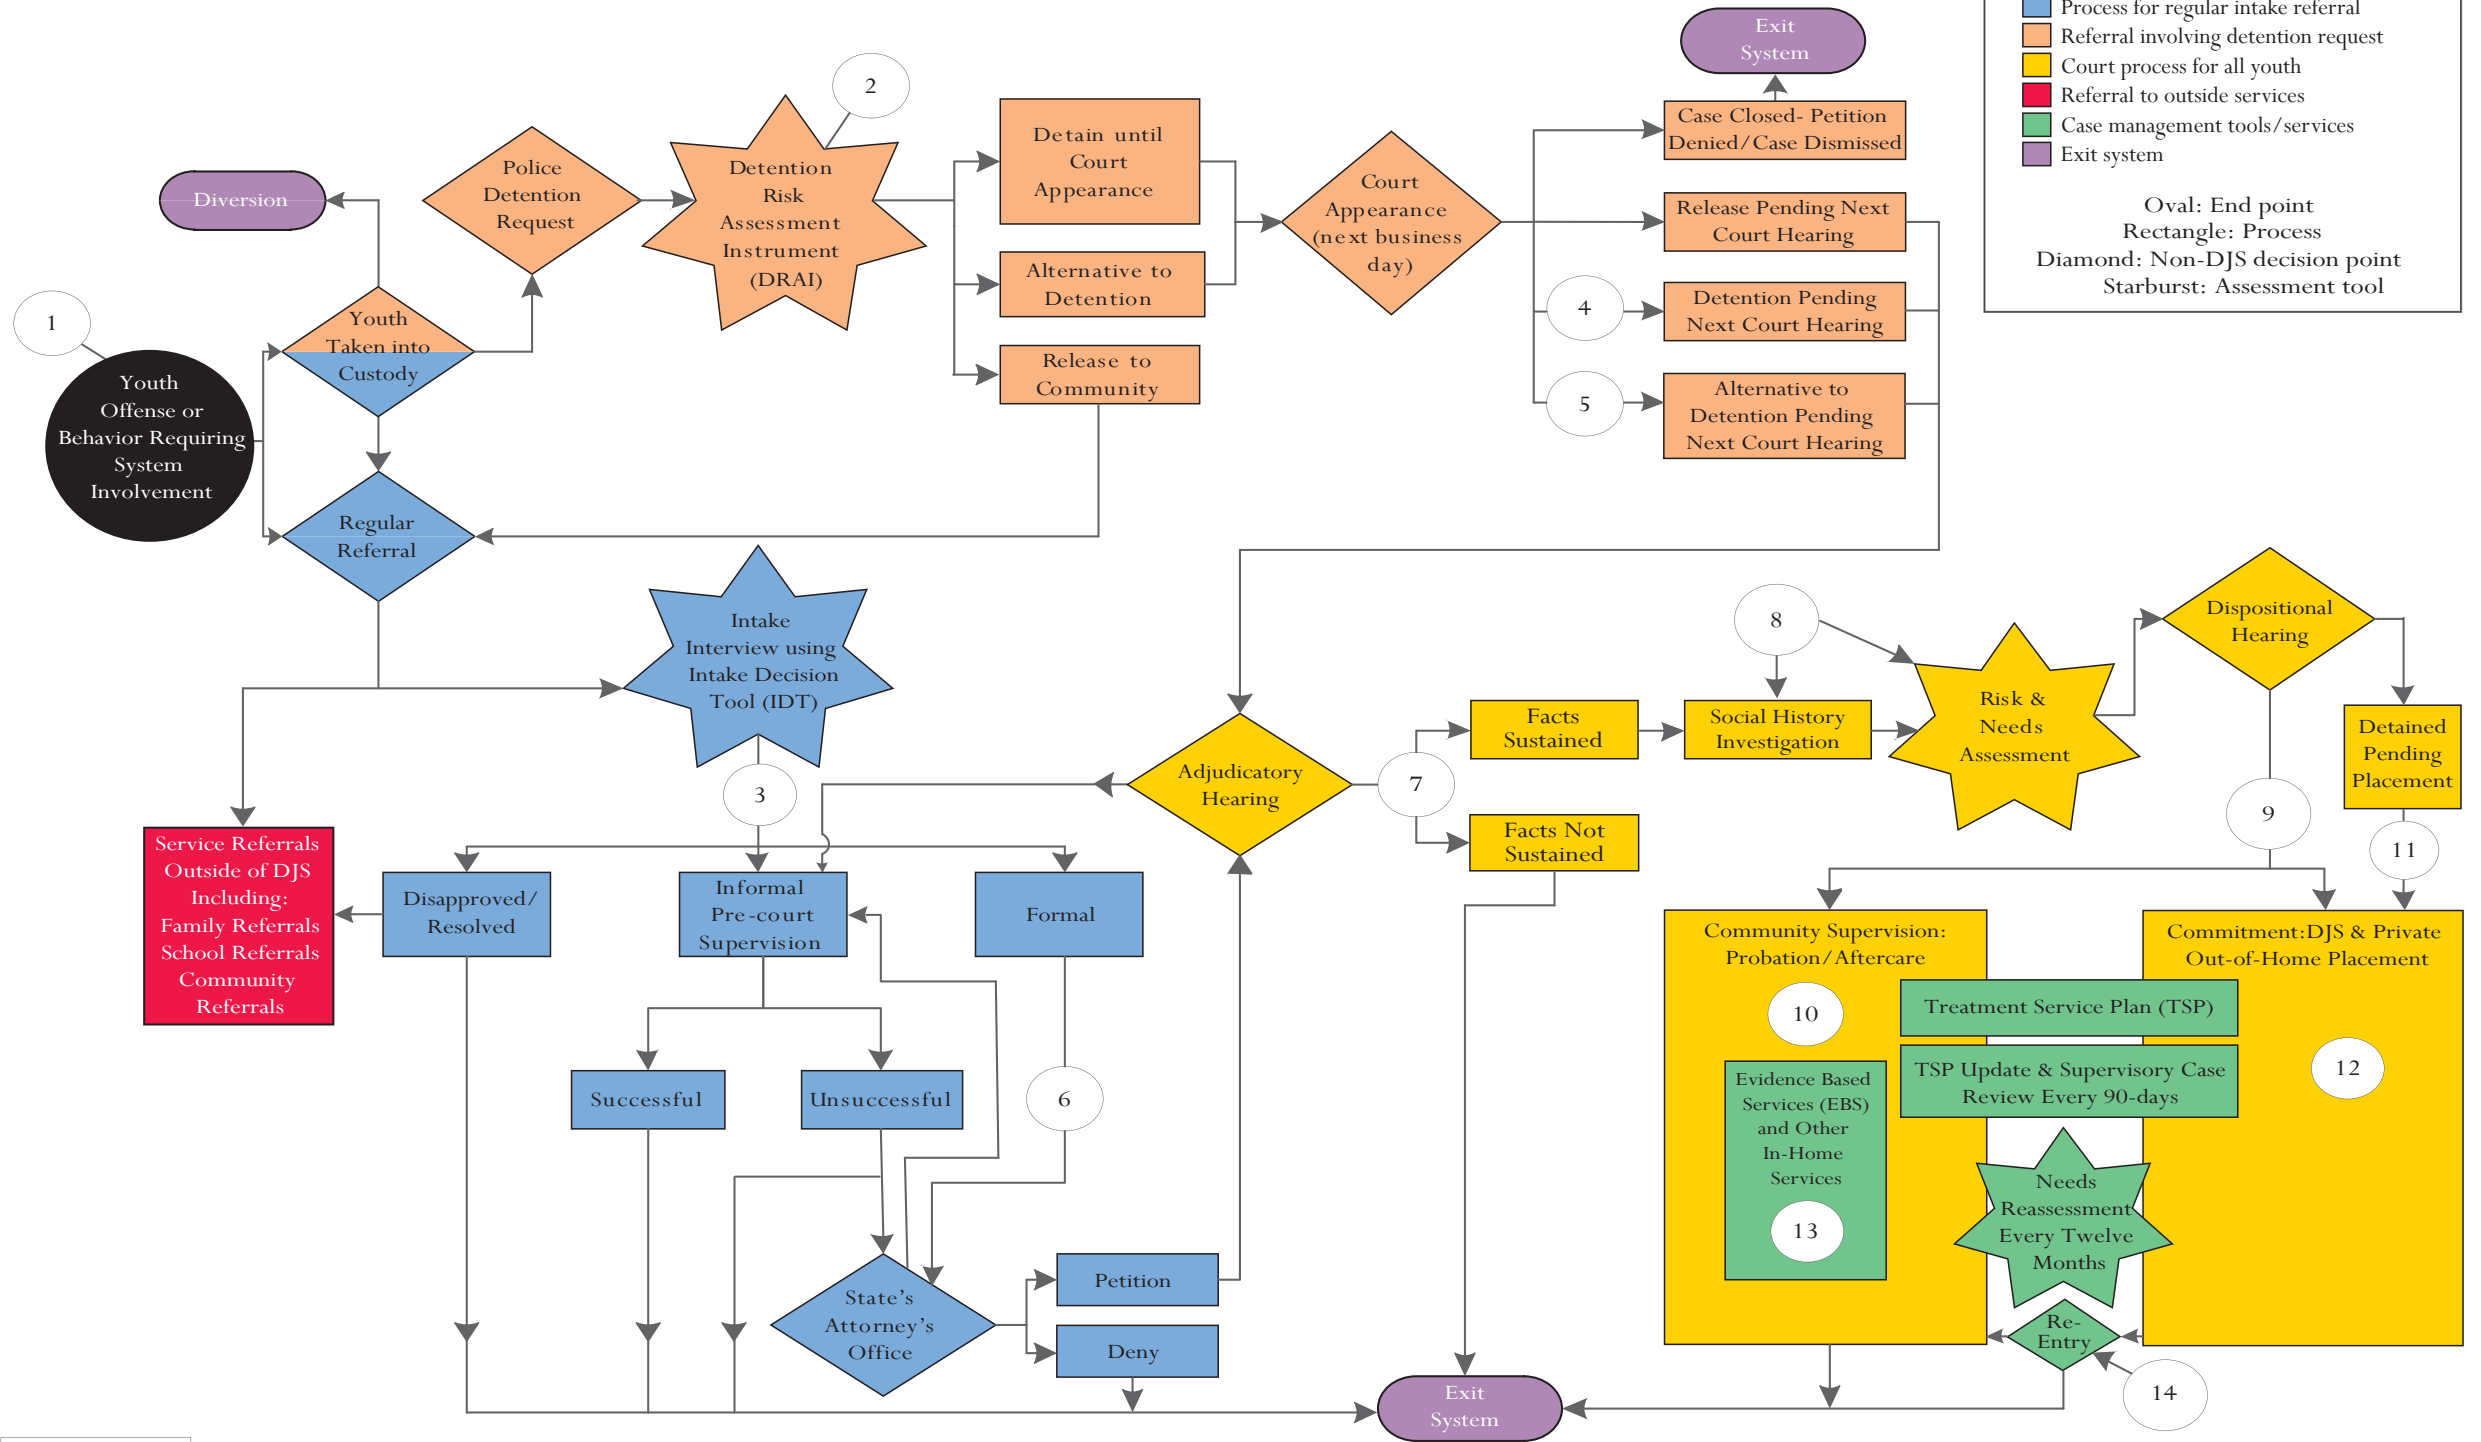 Exit
System
Process for regular intake referral
Referral involving detention request
Court process for all youth
Referral to outside services
Case management tools/services
Exit system
Oval: End point
Rectangle: Process
Diamond: Non-DJS decision point
Starburst: Assessment tool
1
Youth
Offense or
Behavior Requiring
System
Involvement
Diversion
Youth
Taken into
Custody
Police
Detention
Request
2
Detention
Risk
Assessment
Instrument
(DRAI)
Detain until
Court
Appearance
Alternative to
Detention
Release to
Community
Court
Appearance
(next business
day)
Case Closed- Petition
Denied/Case Dismissed
Release Pending Next
Court Hearing
4
Detention Pending
Next Court Hearing
5
Alternative to
Detention Pending
Next Court Hearing
Regular
Referral
Intake
Interview using
Intake Decision
Tool (IDT)
3
Service Referrals
Outside of DJS
Including:
Family Referrals
School Referrals
Community
Referrals
Disapproved/
Resolved
Informal
Pre-court
Supervision
Formal
Successful
Unsuccessful
6
State's
Attorney's
Office
Petition
Deny
Adjudicatory
Hearing
7
Facts
Sustained
Facts Not
Sustained
8
Social History
Investigation
Risk &
Needs
Assessment
Dispositional
Hearing
Detained
Pending
Placement
9
11
Community Supervision:
Probation/Aftercare
10
Evidence Based
Services (EBS)
and Other
In-Home
Services
13
Commitment:DJS & Private
Out-of-Home Placement
12
Treatment Service Plan (TSP)
TSP Update & Supervisory Case
Review Every 90-days
Needs
Reassessment
Every Twelve
Months
Re-
Entry
14
Exit
System